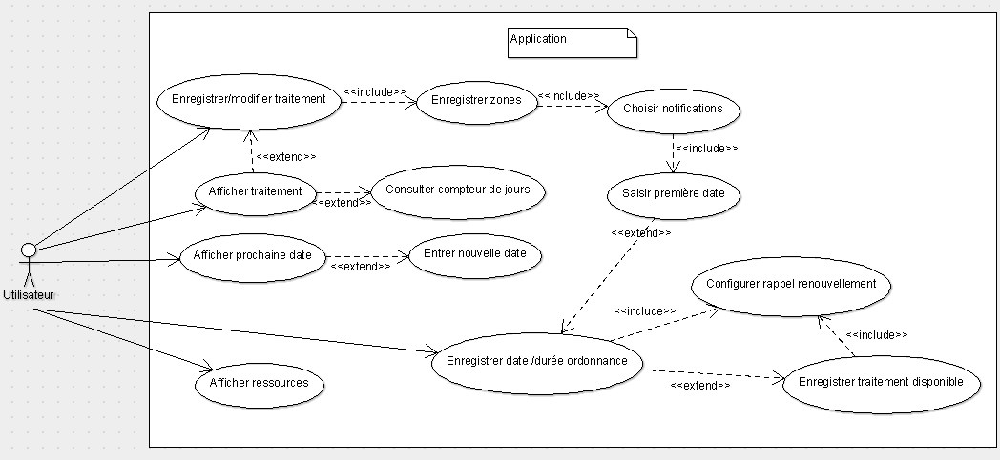 Application
Enregistrer/modifier traitement
<<include>>
Enregistrer zones
<<include>>
Choisir notifications
<<include>>
<<extend>>
Afficher traitement
<<extend>>
Consulter compteur de jours
Saisir première date
<<extend>>
Afficher prochaine date
<<extend>>
Entrer nouvelle date
Utilisateur
Configurer rappel renouvellement
<<include>>
<<include>>
Enregistrer date /durée ordonnance
<<extend>>
Enregistrer traitement disponible
Afficher ressources